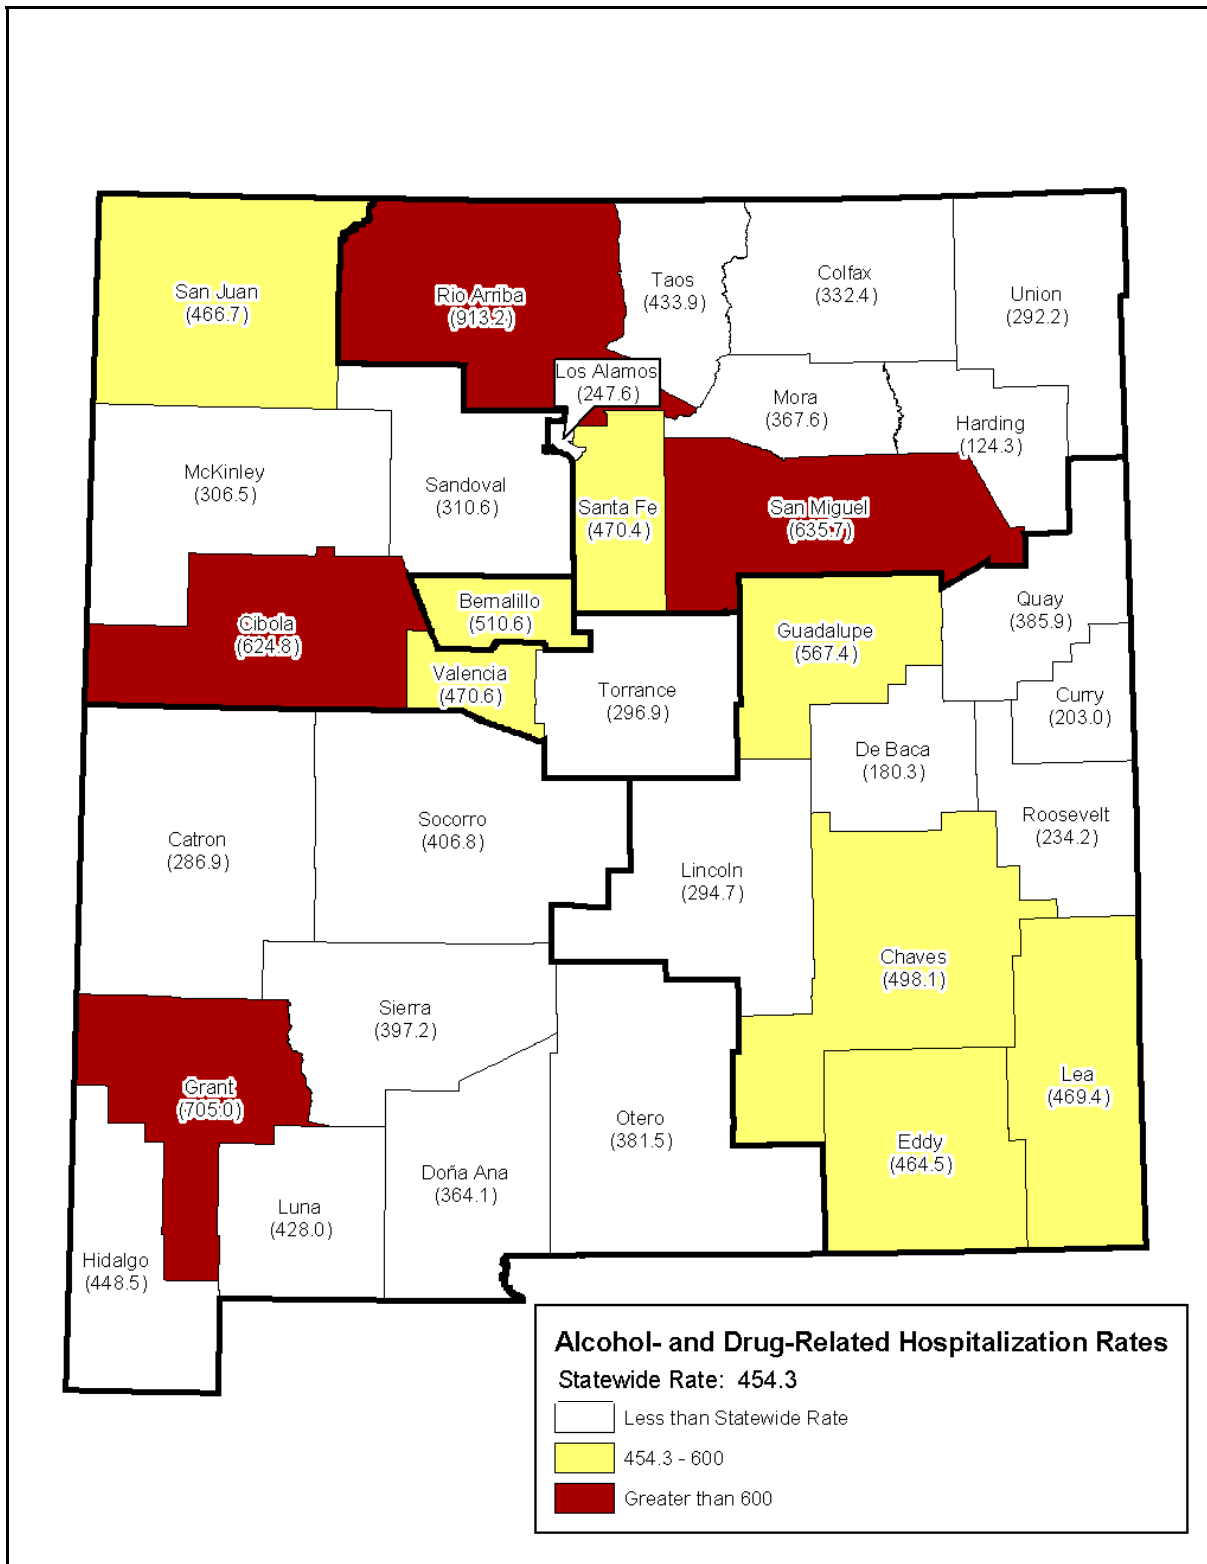 San Juan
(466.7)
Rio Arriba
(913.2)
Taos
(433.9)
Colfax
(332.4)
Union
(292.2)
Los Alamos
(247.6)
Mora
(367.6)
Harding
(124.3)
McKinley
(306.5)
Sandoval
(310.6)
Santa Fe
(470.4)
San Miguel
(635.7)
Quay
(385.9)
Cibola
(624.8)
Bernalillo
(510.6)
Guadalupe
(567.4)
Valencia
(470.6)
Torrance
(296.9)
Curry
(203.0)
De Baca
(180.3)
Roosevelt
(234.2)
Catron
(286.9)
Socorro
(406.8)
Lincoln
(294.7)
Chaves
(498.1)
Sierra
(397.2)
Grant
(705.0)
Lea
(469.4)
Otero
(381.5)
Eddy
(464.5)
Doña Ana
(364.1)
Luna
(428.0)
Hidalgo
(448.5)
Alcohol- and Drug-Related Hospitalization Rates
Statewide Rate: 454.3
Less than Statewide Rate
454.3 - 600
Greater than 600